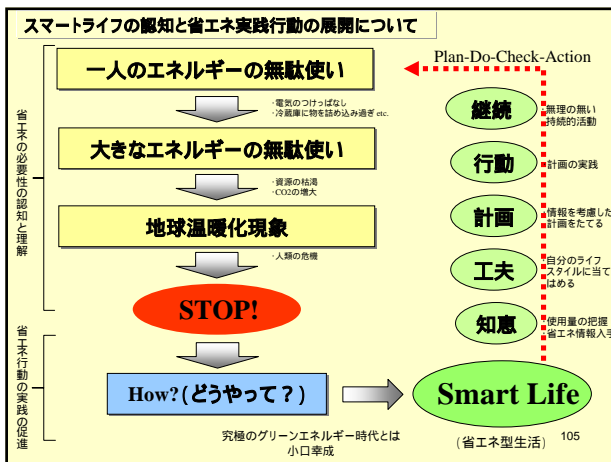 スマートライフの認知と省エネ実践行動の展開について
Plan-Do-Check-Action
一人のエネルギーの無駄使い
・電気のつけっぱなし
・冷蔵庫に物を詰め込み過ぎ etc.
大きなエネルギーの無駄使い
・資源の枯渇
・CO2の増大
地球温暖化現象
・人類の危機
STOP!
How?(どうやって?)
省エネの必要性の認知と理解
省エネ行動の実践の促進
継続
・無理の無い
持続的活動
行動
・計画の実践
計画
・情報を考慮した
計画をたてる
工夫
・自分のライフ
スタイルに当て
はめる
知恵
・使用量の把握
・省エネ情報入手
Smart Life
(省エネ型生活)
究極のグリーンエネルギー時代とは
小口幸成
105